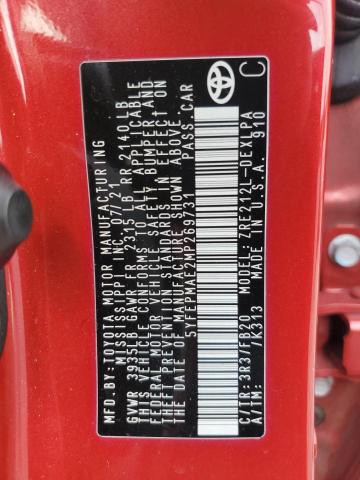 MFD.BY:TOYOTA MOTOR MANUFACTURING
MISSISSIPPI INC. 07/21
GVWR 3935LB GAWR FR 2315 LB RR 2140LB
THIS VEHICLE CONFORMS TO ALL APPLICABLE
FEDERAL MOTOR VEHICLE SAFETY, BUMPER AND
THEFT PREVENTION STANDARDS IN EFFECT ON
THE DATE OF MANUFACTURE SHOWN ABOVE.
5YFEPMAE2MP269731 PASS.CAR
C/TR:3R3/FB20 MODEL:ZRE212L-DEXLPA
A/TM: /K313 MADE IN U.S.A. 910
C